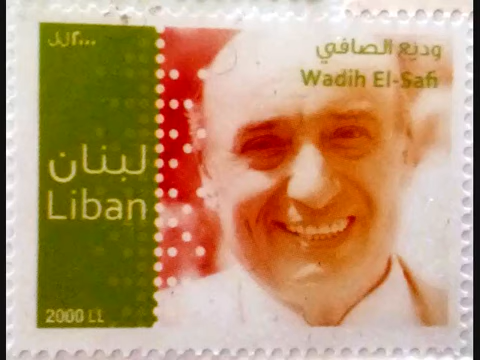 ٢٠٠٠ ل.ل.
وديع الصافي
Wadih El-Safi
لبنان
Liban
2000 LL